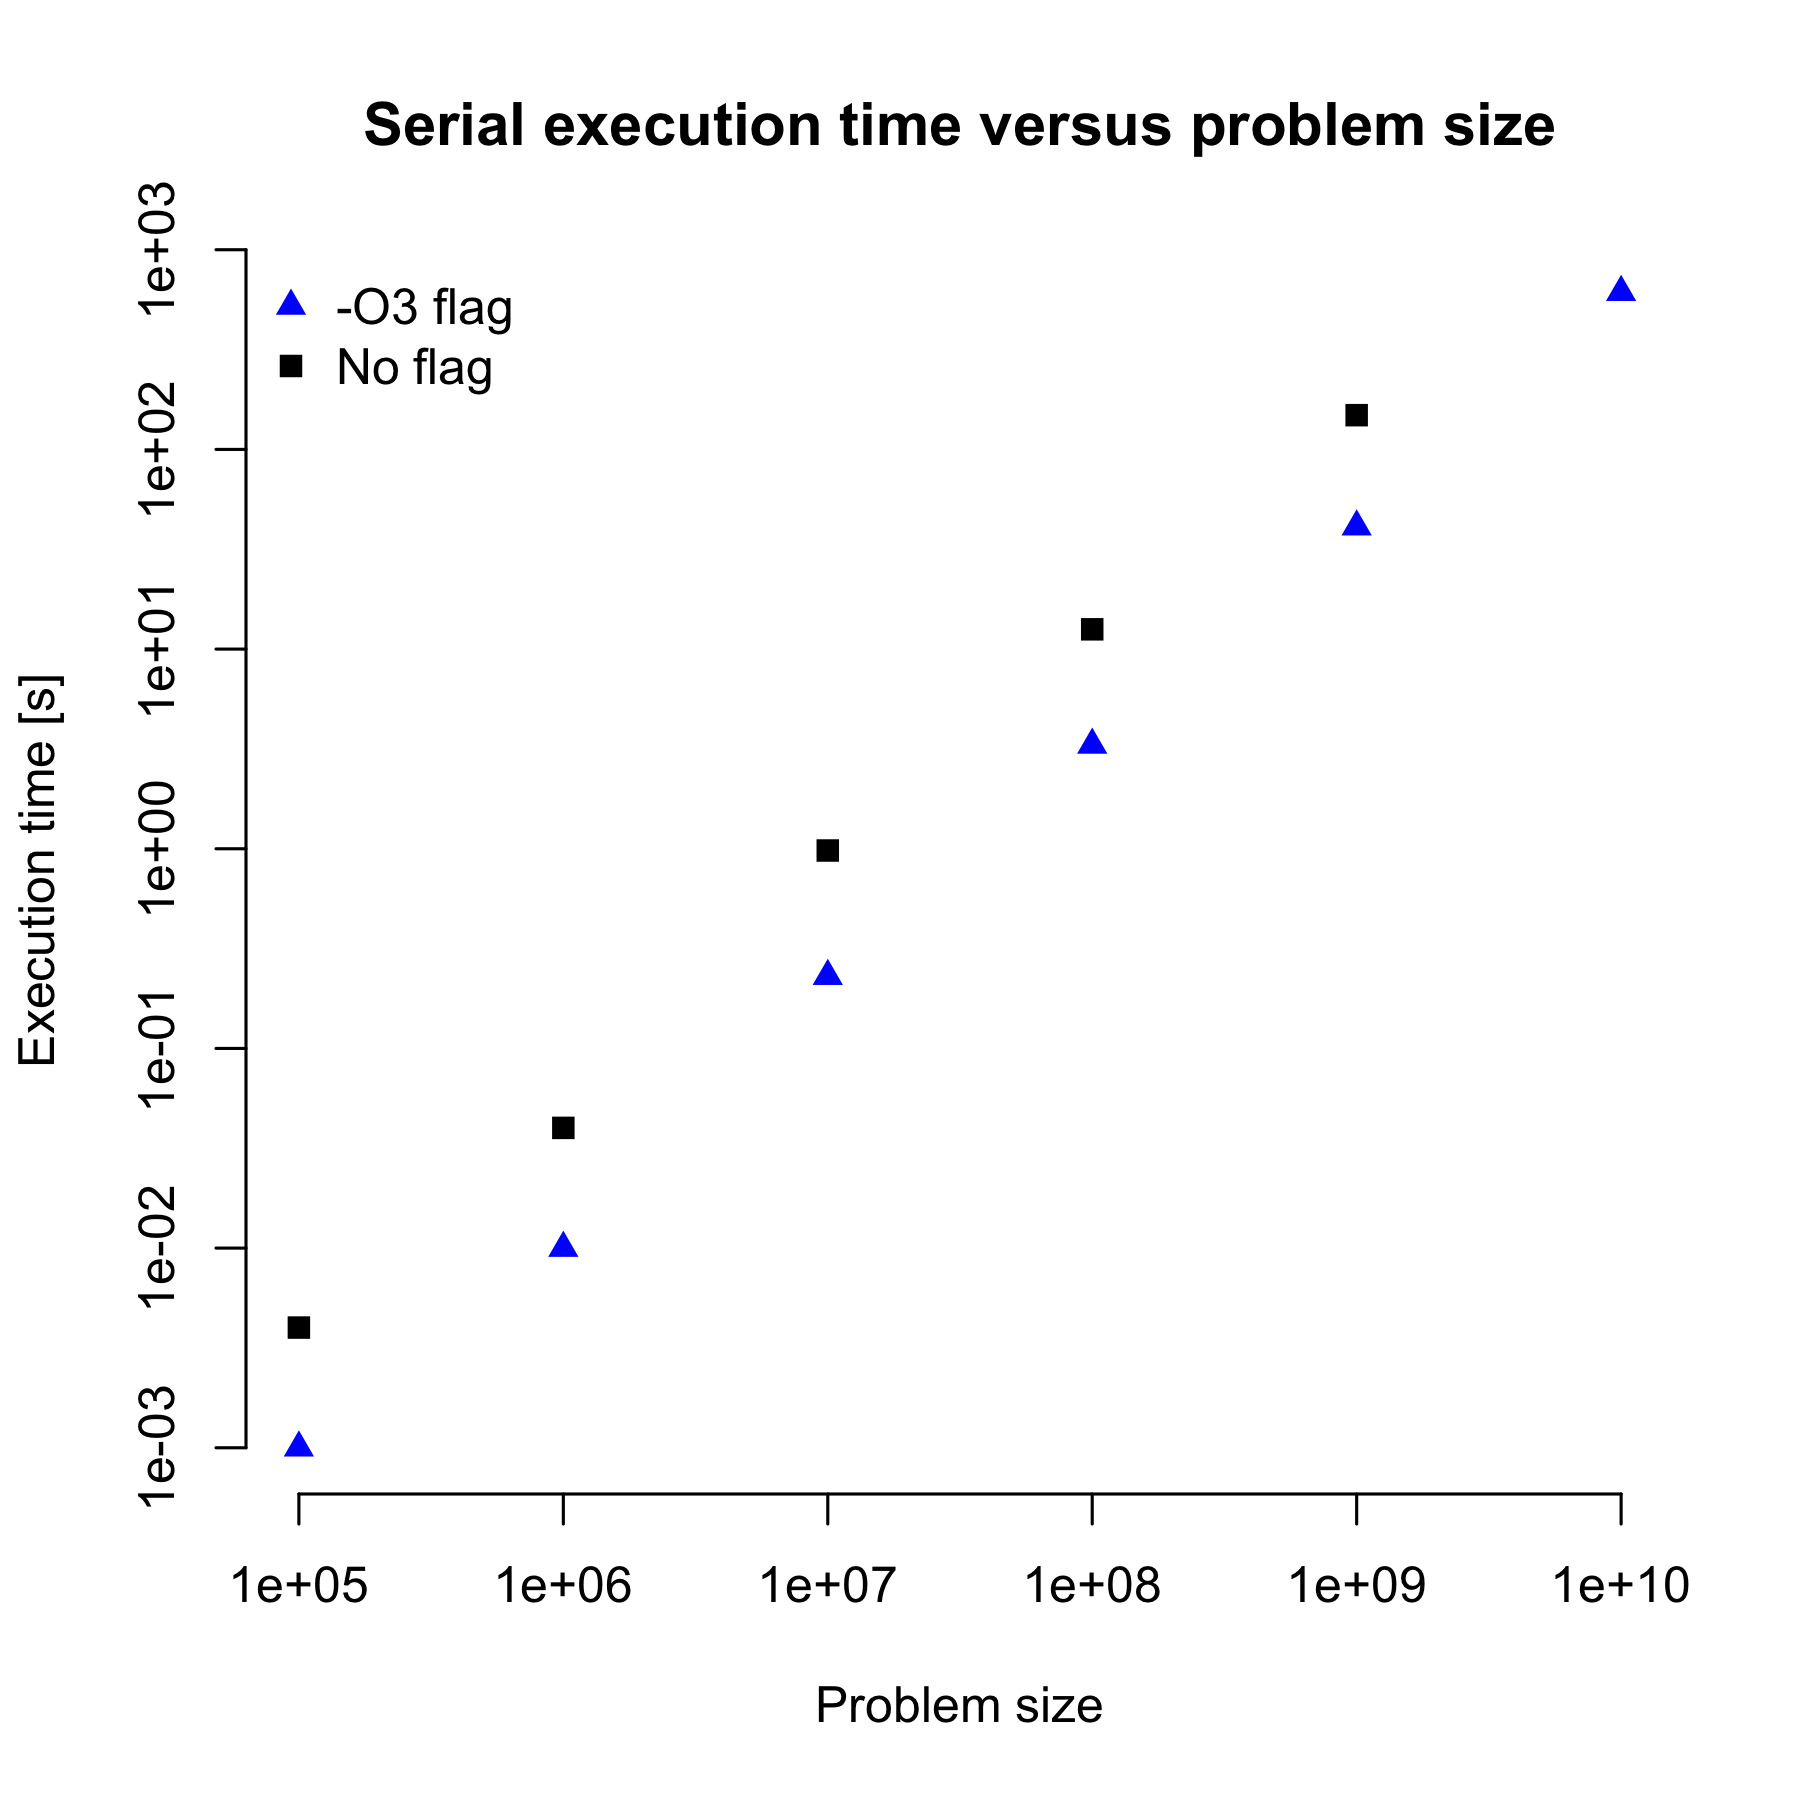 Serial execution time versus problem size
-O3 flag
No flag
1e+03
1e+02
1e+01
1e+00
1e-01
1e-02
1e-03
Execution time [s]
1e+05 1e+06 1e+07 1e+08 1e+09 1e+10
Problem size